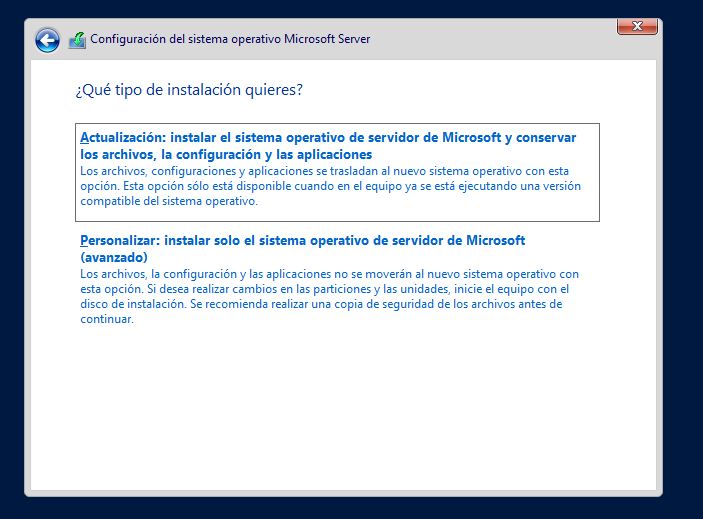 Configuración del sistema operativo Microsoft Server
¿Qué tipo de instalación quieres?
Actualización: instalar el sistema operativo de servidor de Microsoft y conservar
los archivos, la configuración y las aplicaciones
Los archivos, configuraciones y aplicaciones se trasladan al nuevo sistema operativo con esta
opción. Esta opción sólo está disponible cuando en el equipo ya se está ejecutando una versión
compatible del sistema operativo.
Personalizar: instalar solo el sistema operativo de servidor de Microsoft
(avanzado)
Los archivos, la configuración y las aplicaciones no se moverán al nuevo sistema operativo con
esta opción. Si desea realizar cambios en las particiones y las unidades, inicie el equipo con el
disco de instalación. Se recomienda realizar una copia de seguridad de los archivos antes de
continuar.